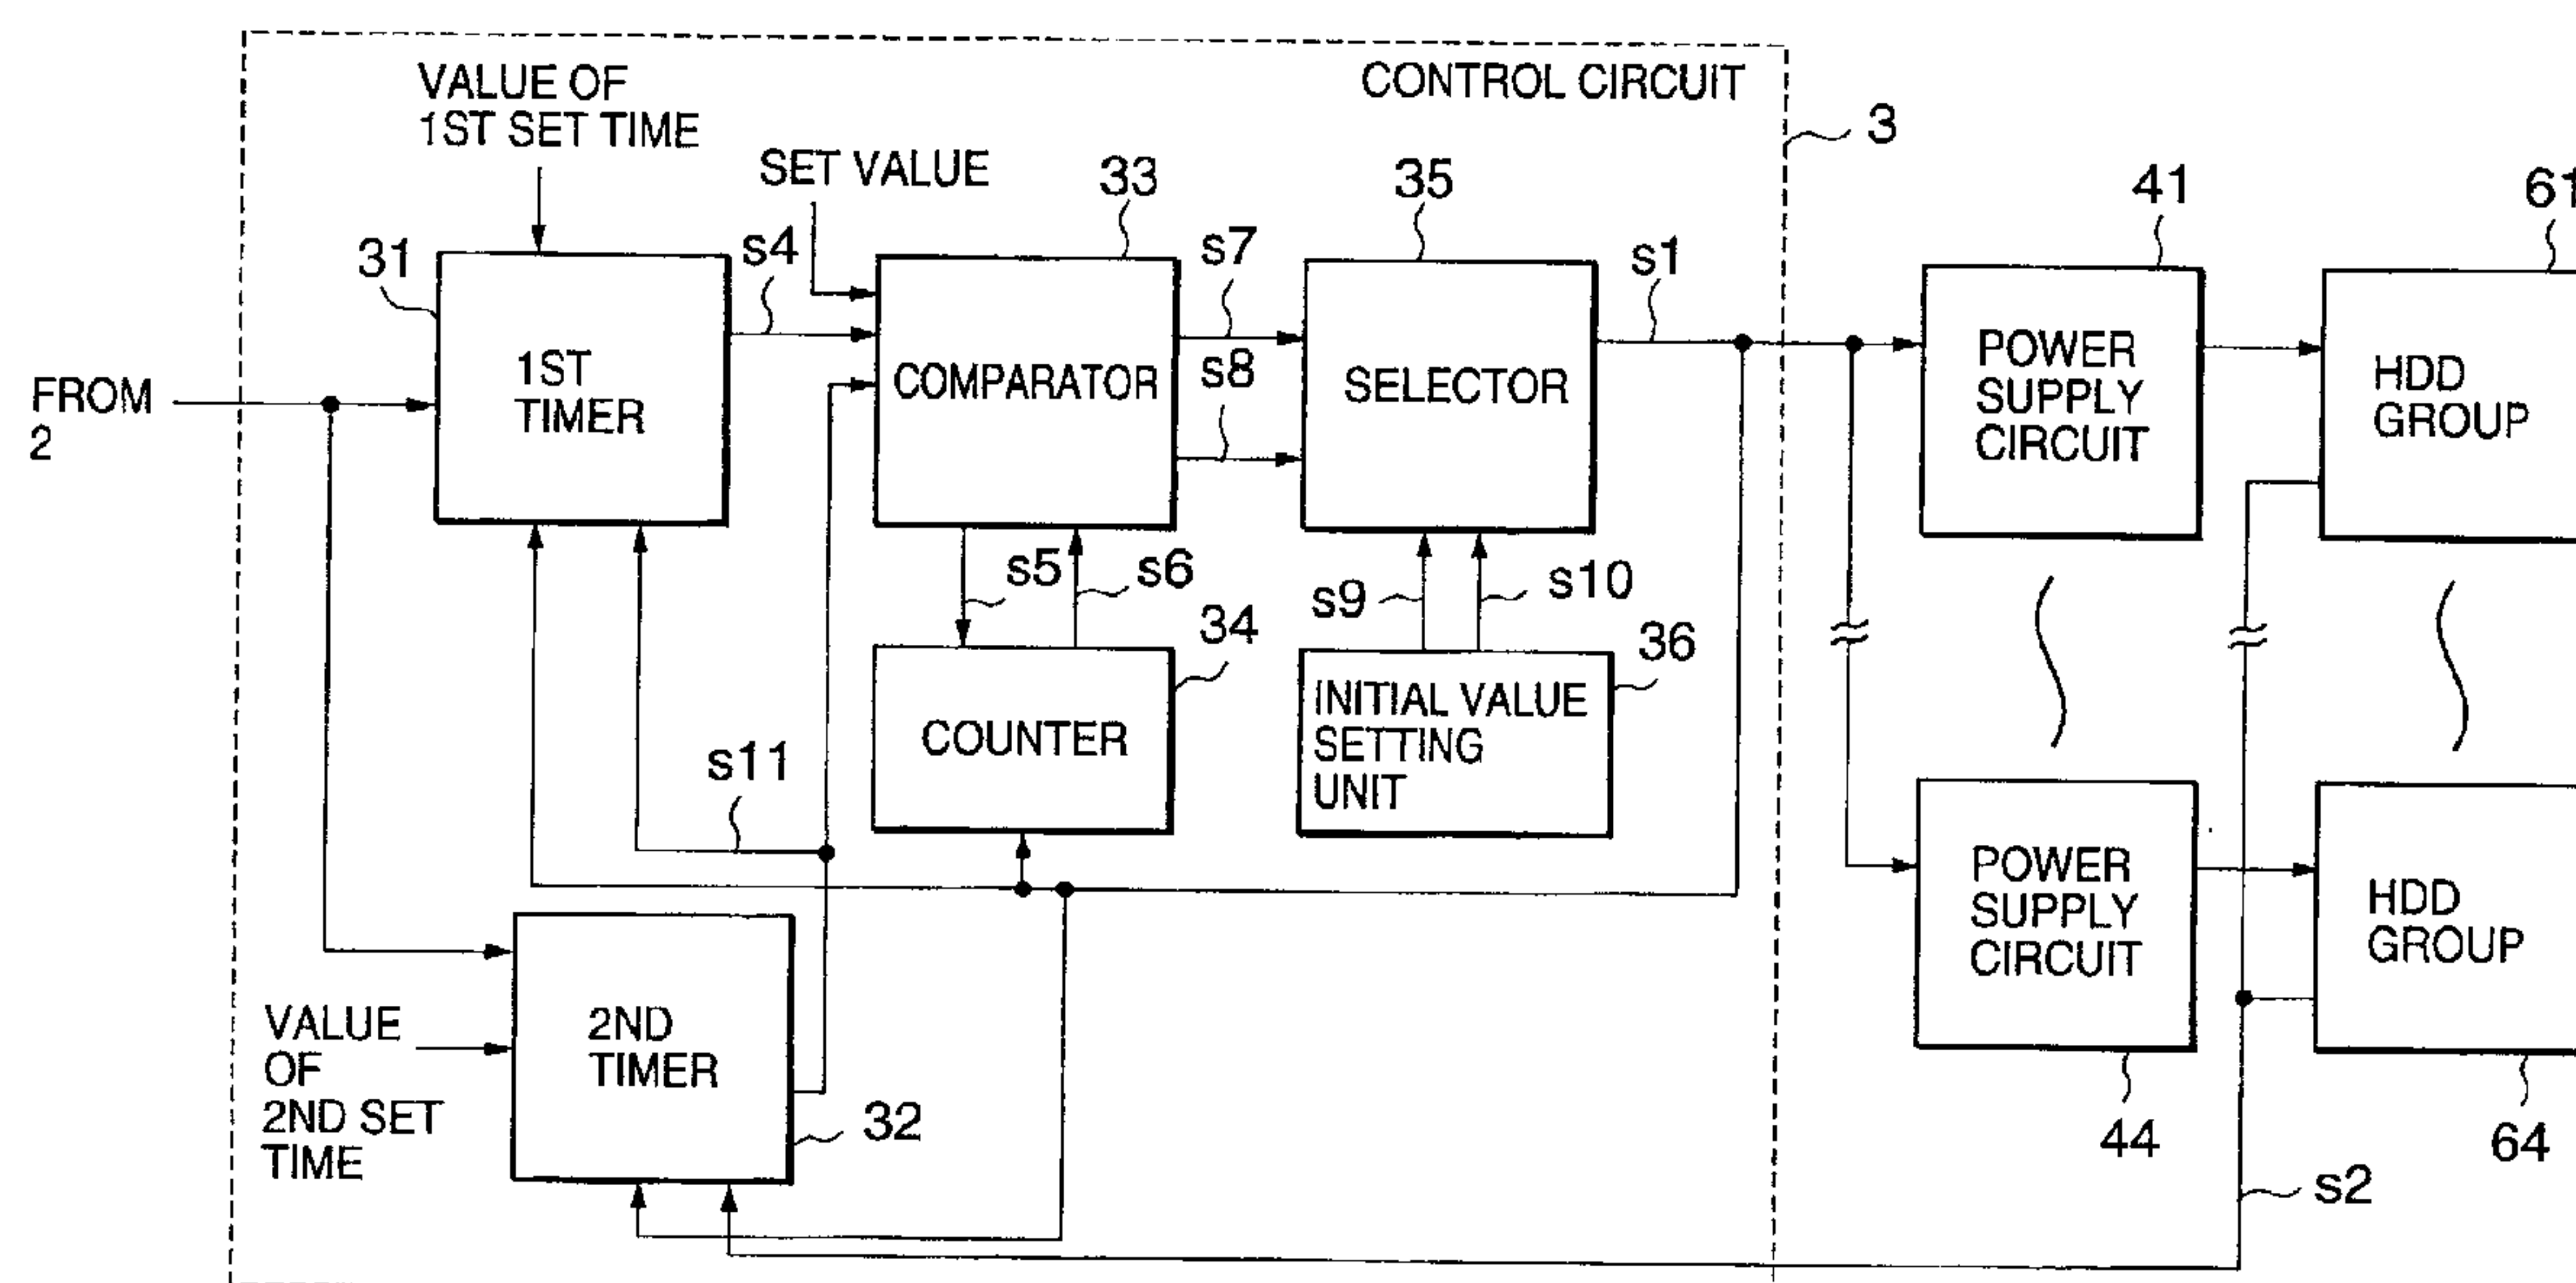 VALUE OF
1ST SET TIME
CONTROL CIRCUIT
3
SET VALUE
33
35
41
61
31
s4
s7
s1
s8
FROM
2
1ST
TIMER
COMPARATOR
SELECTOR
POWER
SUPPLY
CIRCUIT
HDD
GROUP
s5
s6
s9
s10
34
36
COUNTER
INITIAL VALUE
SETTING
UNIT
s11
POWER
SUPPLY
CIRCUIT
HDD
GROUP
VALUE
OF
2ND SET
TIME
2ND
TIMER
32
44
64
s2